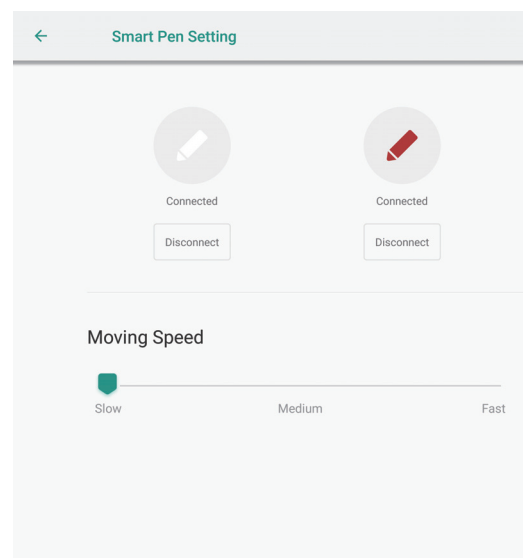 Smart Pen Setting
Connected Connected
Disconnect Disconnect
Moving Speed
Slow Medium Fast